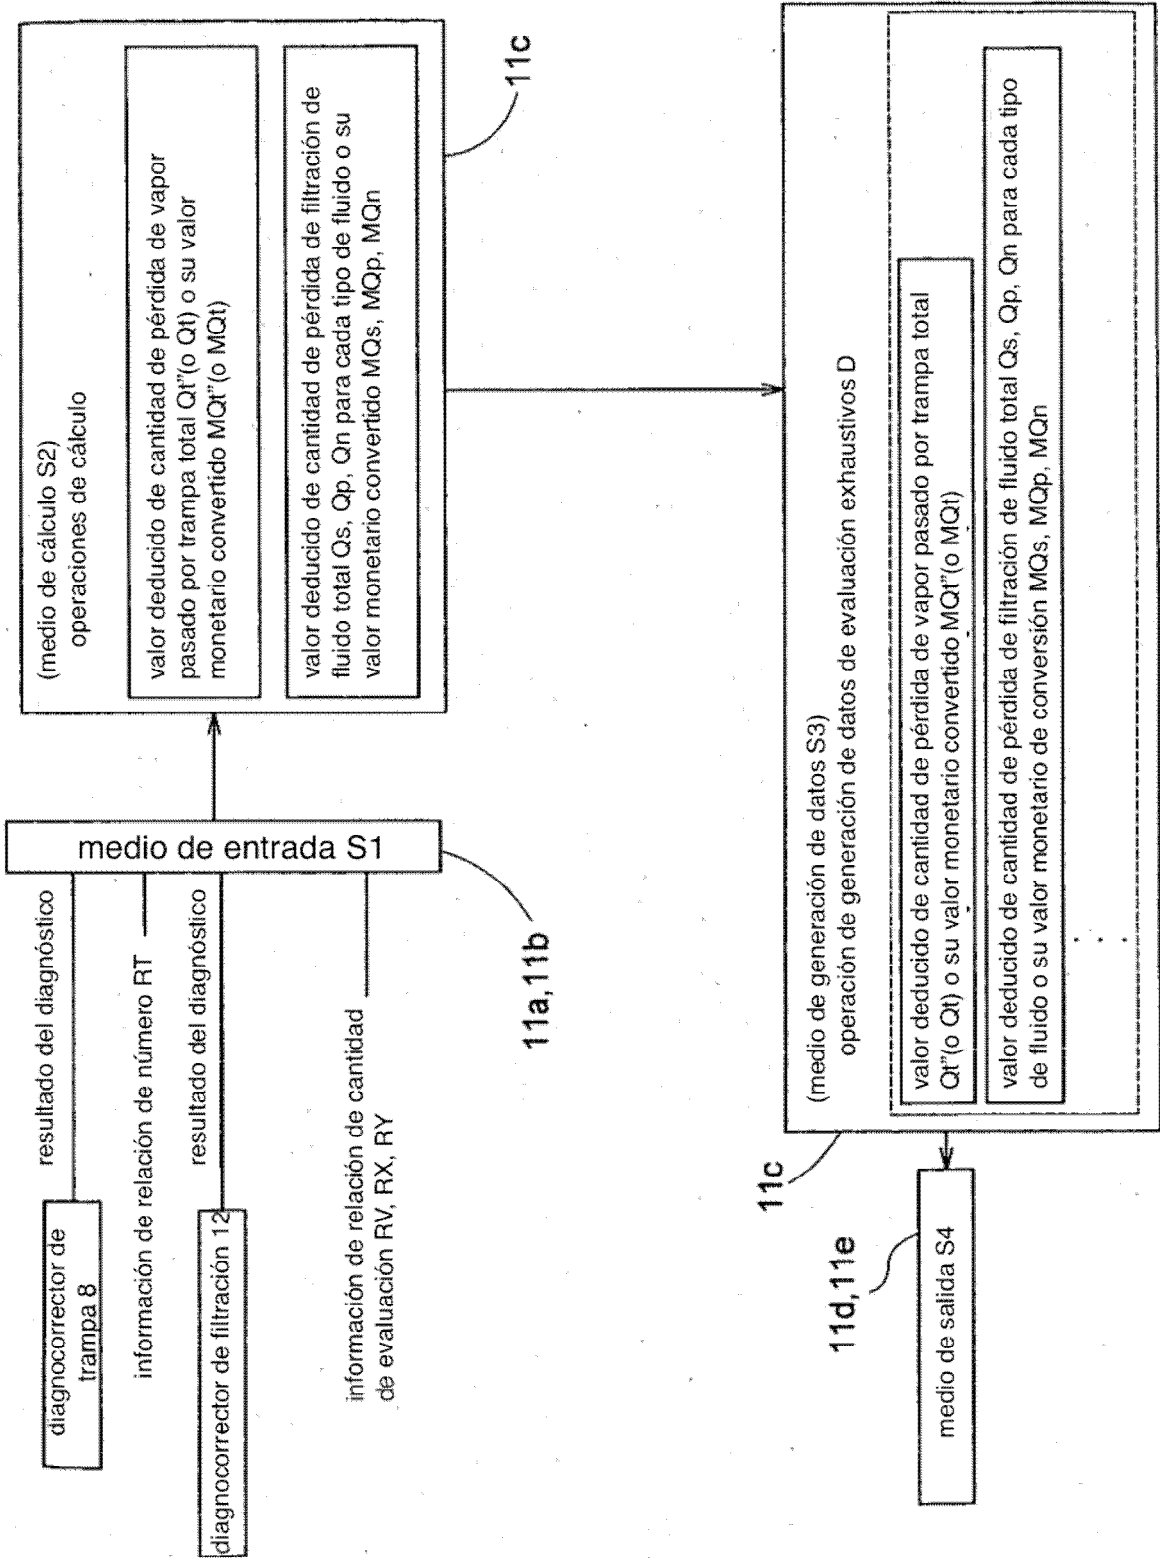 diagnocorrector de
trampa 8
resultado del diagnóstico
información de relación de número RT
diagnocorrector de filtración 12
resultado del diagnóstico
información de relación de cantidad
de evaluación RV, RX, RY
medio de entrada S1
11a,11b
(medio de cálculo S2)
operaciones de cálculo
valor deducido de cantidad de pérdida de vapor
pasado por trampa total Qt"(o Qt) o su valor
monetario convertido MQt"(o MQt)
valor deducido de cantidad de pérdida de filtración de
fluido total Qs, Qp, Qn para cada tipo de fluido o su
valor monetario convertido MQs, MQp, MQn
11c
(medio de generación de datos S3)
operación de generación de datos de evaluación exhaustivos D
valor deducido de cantidad de pérdida de vapor pasado por trampa total
Qt"(o Qt) o su valor monetario convertido MQt"(o MQt)
valor deducido de cantidad de pérdida de filtración de fluido total Qs, Qp, Qn para cada tipo
de fluido o su valor monetario de conversión MQs, MQp, MQn
. . .
11c
medio de salida S4
11d,11e